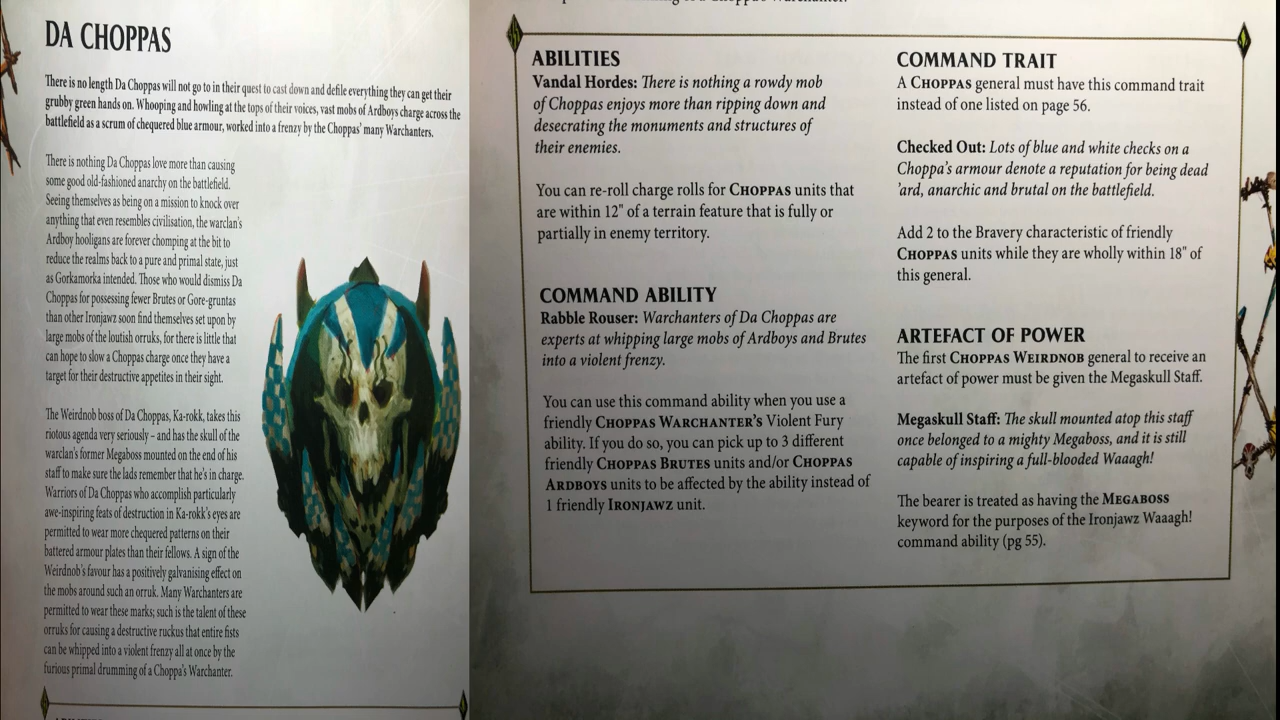 DA CHOPPAS
There is no length Da Choppas will not go to in their quest to cast down and defile everything they can get their
grubby green hands on. Whooping and howling at the tops of their voices, vast mobs of Ardboys charge across the
battlefield as a scrum of chequered blue armour, worked into a frenzy by the Choppas' many Warchanters.
There is nothing Da Choppas love more than causing
some good old-fashioned anarchy on the battlefield.
Seeing themselves as being on a mission to knock over
anything that even resembles civilisation, the warclan's
Ardboy hooligans are forever chomping at the bit to
reduce the realms back to a pure and primal state, just
as Gorkamorka intended. Those who would dismiss Da
Choppas for possessing fewer Brutes or Gore-gruntas
than other Ironjawz soon find themselves set upon by
large mobs of the loutish orruks, for there is little that
can hope to slow a Choppas charge once they have a
target for their destructive appetites in their sight.
The Weirdnob boss of Da Choppas, Ka-rokk, takes this
riotous agenda very seriously – and has the skull of the
warclan's former Megaboss mounted on the end of his
staff to make sure the lads remember that he's in charge.
Warriors of Da Choppas who accomplish particularly
awe-inspiring feats of destruction in Ka-rokk's eyes are
permitted to wear more chequered patterns on their
battered armour plates than their fellows. A sign of the
Weirdnob's favour has a positively galvanising effect on
the mobs around such an orruk. Many Warchanters are
permitted to wear these marks; such is the talent of these
orruks for causing a destructive ruckus that entire fists
can be whipped into a violent frenzy all at once by the
furious primal drumming of a Choppa's Warchanter.
ABILITIES
Vandal Hordes: There is nothing a rowdy mob
of Choppas enjoys more than ripping down and
desecrating the monuments and structures of
their enemies.
You can re-roll charge rolls for CHOPPAS units that
are within 12" of a terrain feature that is fully or
partially in enemy territory.
COMMAND ABILITY
Rabble Rouser: Warchanters of Da Choppas are
experts at whipping large mobs of Ardboys and Brutes
into a violent frenzy.
You can use this command ability when you use a
friendly CHOPPAS WARCHANTER'S Violent Fury
ability. If you do so, you can pick up to 3 different
friendly CHOPPAS BRUTES units and/or CHOPPAS
ARDBOYS units to be affected by the ability instead of
1 friendly IRONJAWZ unit.
COMMAND TRAIT
A CHOPPAS general must have this command trait
instead of one listed on page 56.
Checked Out: Lots of blue and white checks on a
Choppa's armour denote a reputation for being dead
'ard, anarchic and brutal on the battlefield.
Add 2 to the Bravery characteristic of friendly
CHOPPAS units while they are wholly within 18" of
this general.
ARTEFACT OF POWER
The first CHOPPAS WEIRDNOB general to receive an
artefact of power must be given the Megaskull Staff.
Megaskull Staff: The skull mounted atop this staff
once belonged to a mighty Megaboss, and it is still
capable of inspiring a full-blooded Waaagh!
The bearer is treated as having the MEGABOSS
keyword for the purposes of the Ironjawz Waaagh!
command ability (pg 55).